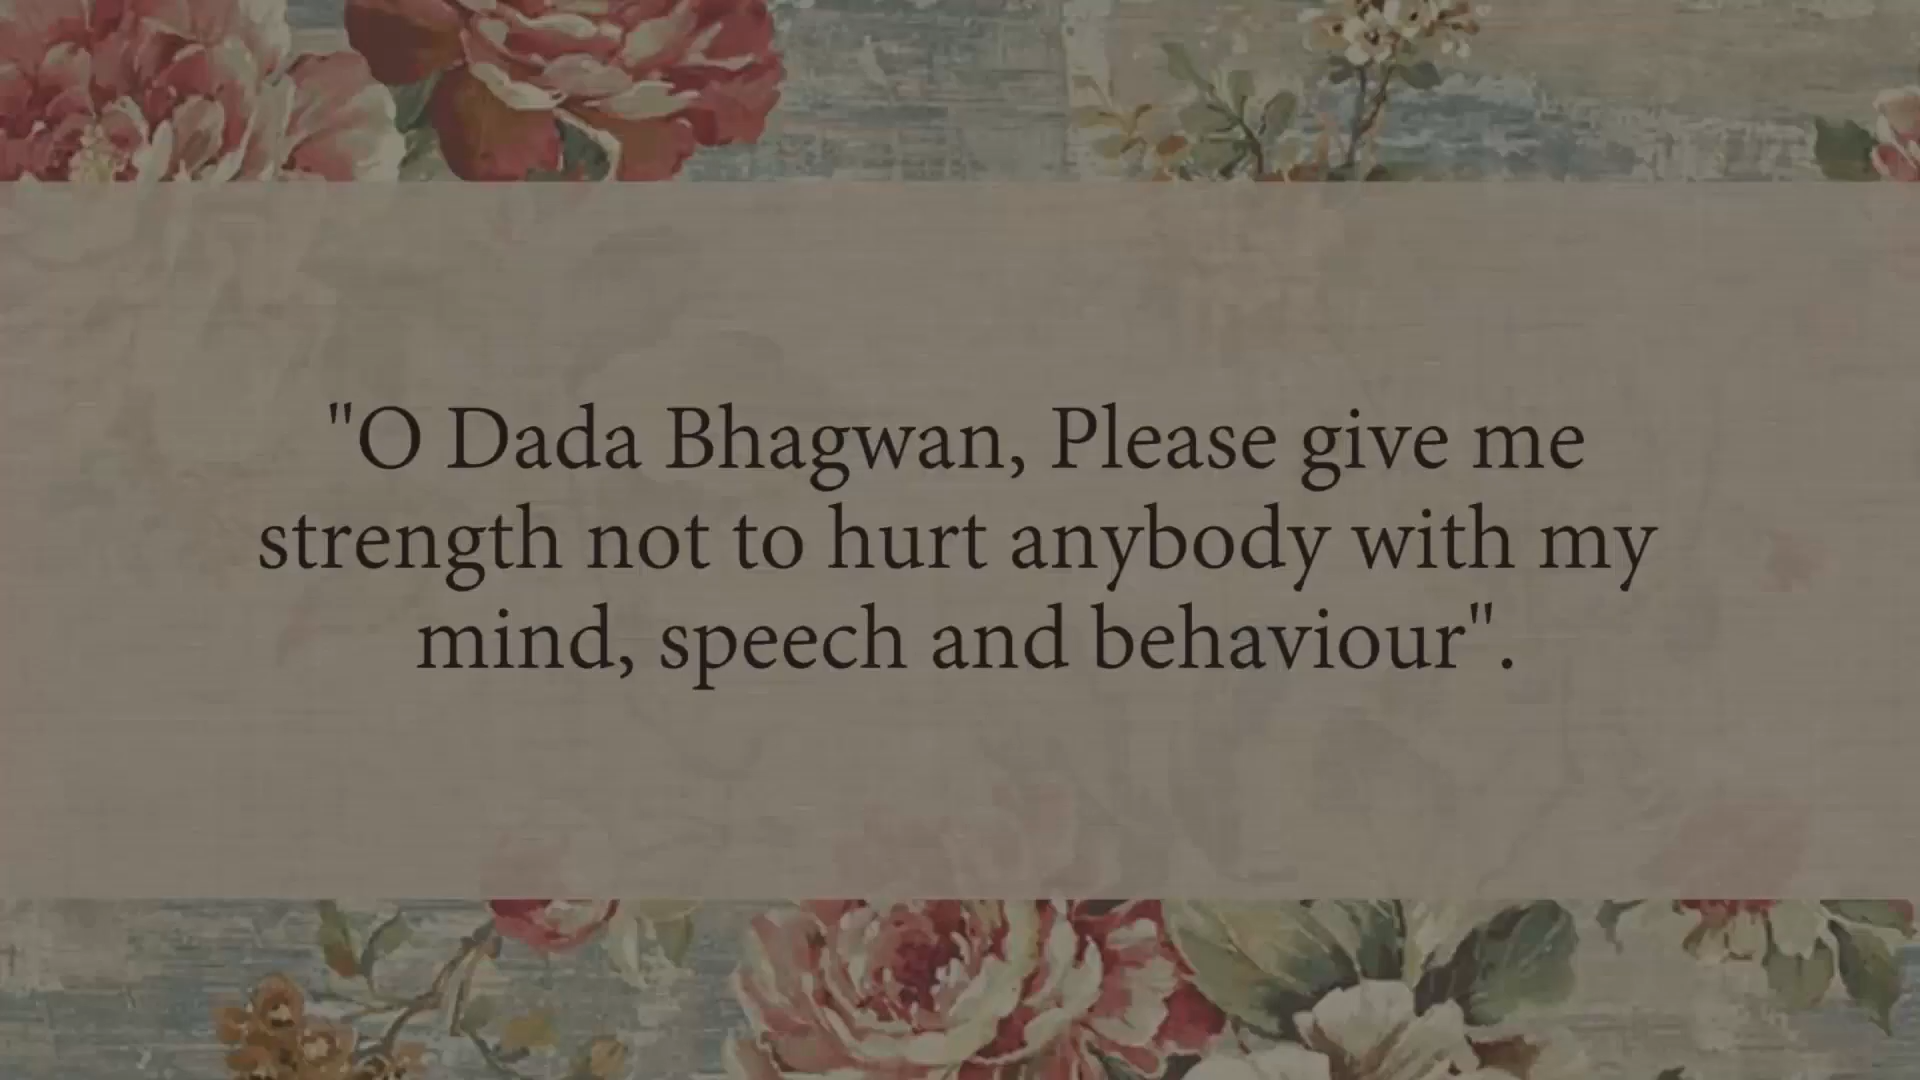 "O Dada Bhagwan, Please give me
strength not to hurt anybody with my
mind, speech and behaviour".